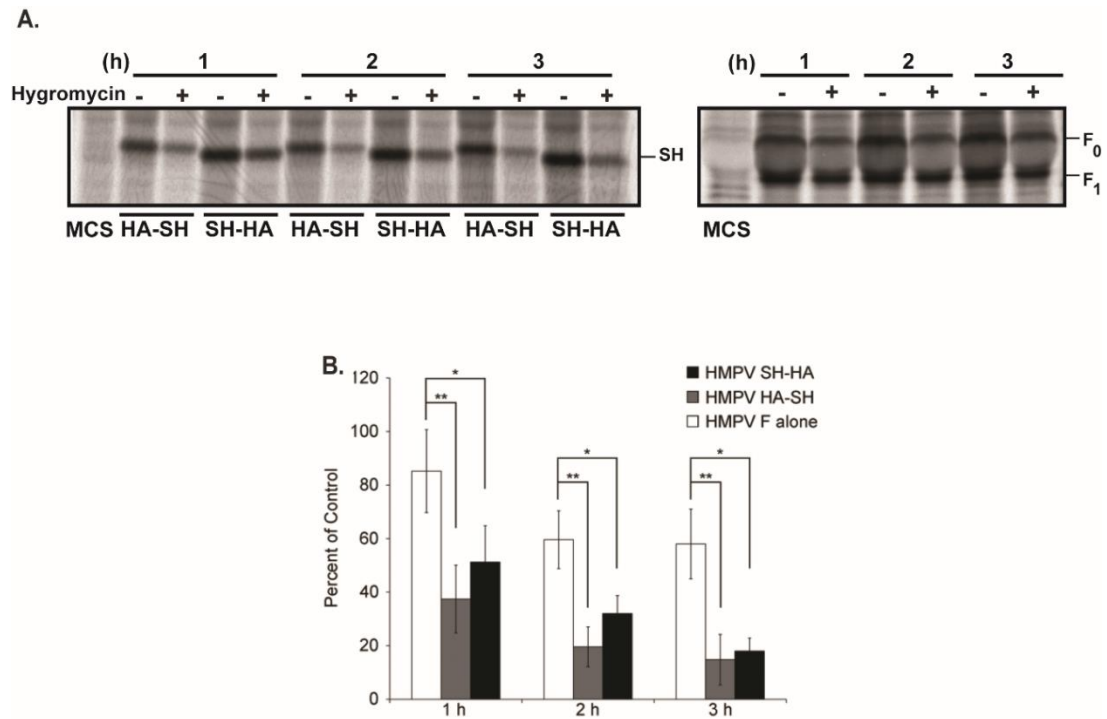 A.
(h) 1 2 3
Hygromycin - + - + - + - + - + - +
SH
MCS HA-SH SH-HA HA-SH SH-HA HA-SH SH-HA
1 2 3
- + - + - +
F0
F1
MCS
B.
120
100
80
60
40
20
0
Percent of Control
* ** * ** * **
HMPV SH-HA
HMPV HA-SH
HMPV F alone
1 h 2 h 3 h
(h)